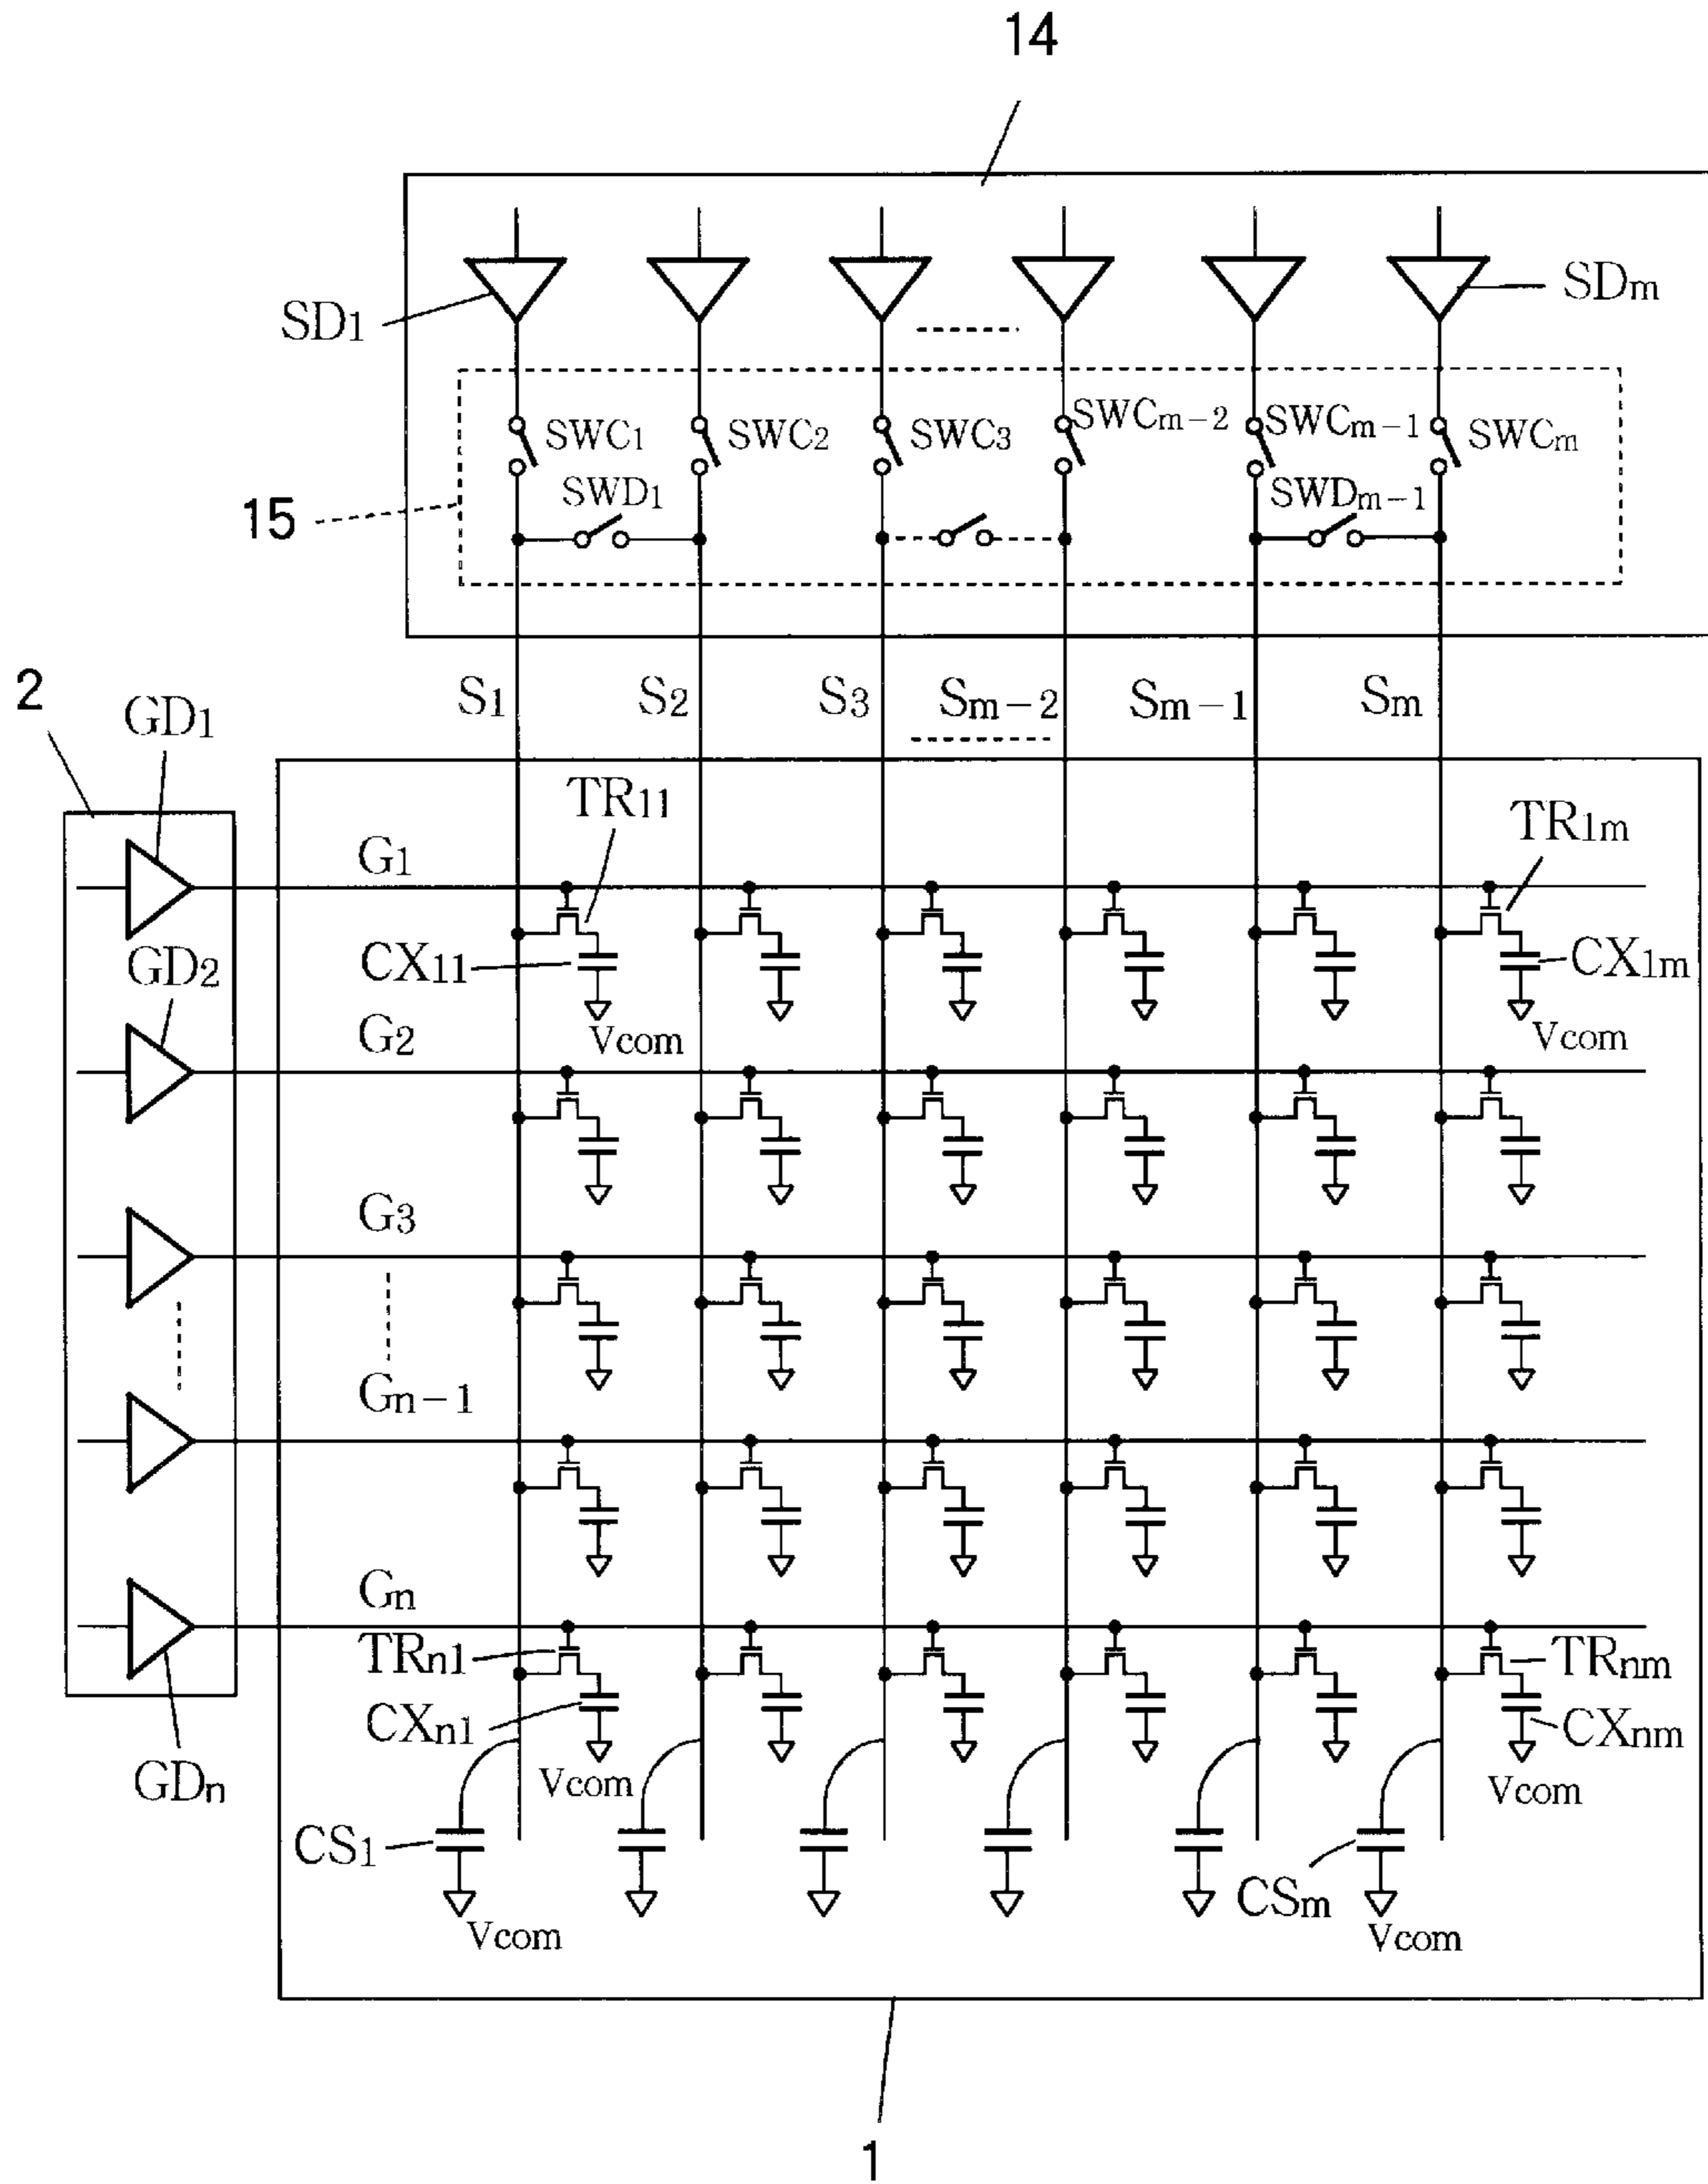 14
SD1
SDm
SWC1
SWC2
SWC3
SWCm-2
SWCm-1
SWCm
SWD1
SWDm-1
15
S1
S2
S3
Sm-2
Sm-1
Sm
2
GD1
TR11
TR1m
G1
CX11
CX1m
GD2
G2
Vcom
Vcom
G3
Gn-1
Gn
TRn1
TRnm
CXn1
CXnm
GDn
Vcom
Vcom
CS1
CSm
Vcom
Vcom
1